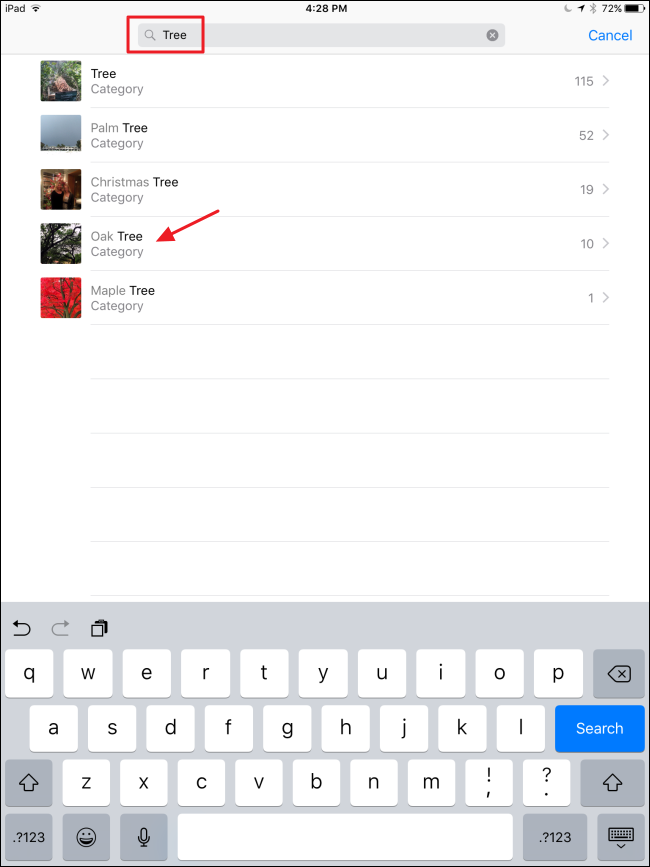 iPad 4:28 PM 72%
Tree Cancel
Tree
Category 115
Palm Tree
Category 52
Christmas Tree
Category 19
Oak Tree
Category 10
Maple Tree
Category 1
q w e r t y u i o p
a s d f g h j k l Search
z x c v b n m ! , ? .
.?123 .?123